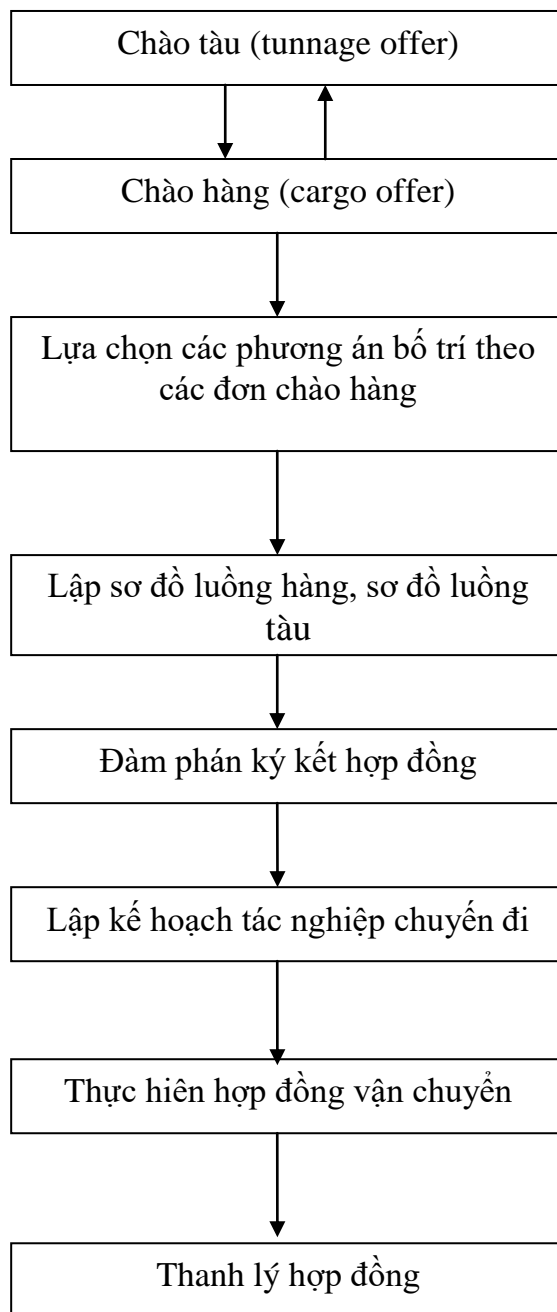 Chào tàu (tunnage offer)
Chào hàng (cargo offer)
Lựa chọn các phương án bố trí theo
các đơn chào hàng
Lập sơ đồ luồng hàng, sơ đồ luồng
tàu
Đàm phán ký kết hợp đồng
Lập kế hoạch tác nghiệp chuyến đi
Thực hiên hợp đồng vận chuyển
Thanh lý hợp đồng